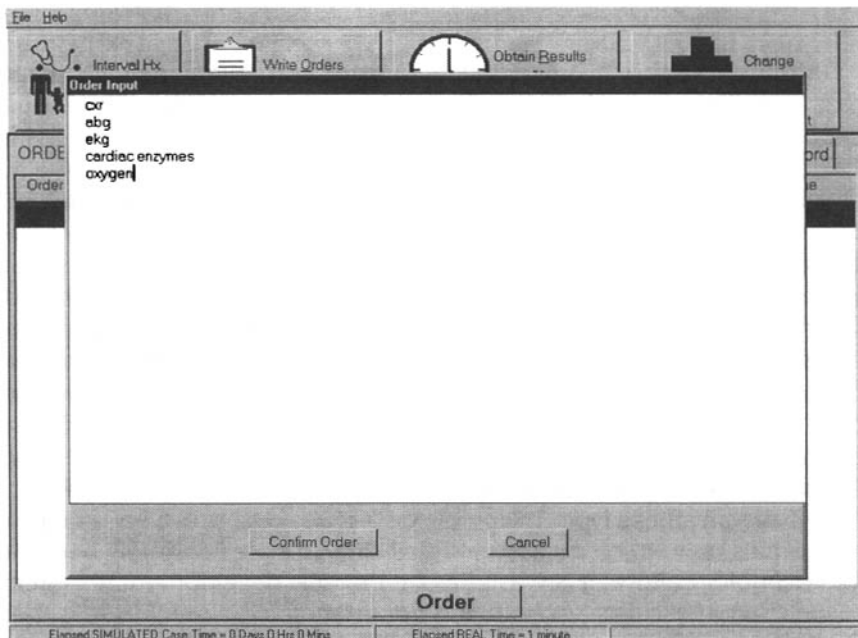 File Help
Interval Hx
Write Orders
Obtain Results
Change
Order Input
cxr
abg
ekg
cardiac enzymes
oxygen
ORDE
ord
Order
e
t
Confirm Order
Cancel
Order
Elapsed SIMULATED Case Time = 0 Days 0 Hrs 0 Mins
Elapsed REAL Time = 1 minute